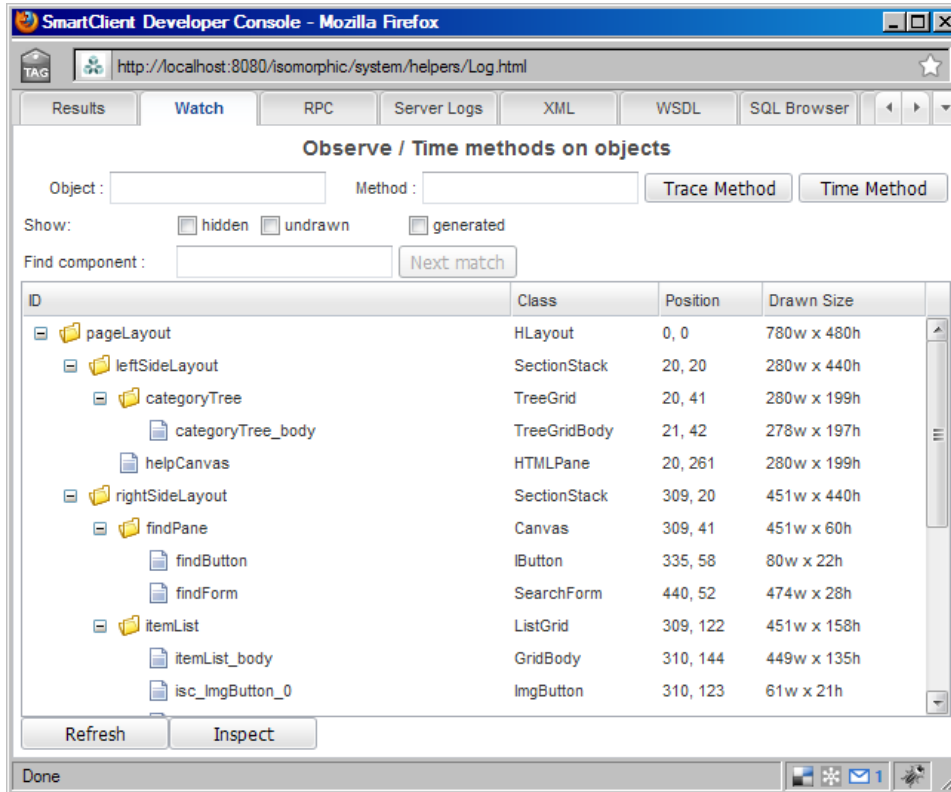 SmartClient Developer Console - Mozilla Firefox
TAG http://localhost:8080/isomorphic/system/helpers/Log.html
Results Watch RPC Server Logs XML WSDL SQL Browser
Observe / Time methods on objects
Object : Method : Trace Method Time Method
Show: hidden undrawn generated
Find component : Next match
ID Class Position Drawn Size
pageLayout HLayout 0, 0 780w x 480h
leftSideLayout SectionStack 20, 20 280w x 440h
categoryTree TreeGrid 20, 41 280w x 199h
categoryTree_body TreeGridBody 21, 42 278w x 197h
helpCanvas HTMLPane 20, 261 280w x 199h
rightSideLayout SectionStack 309, 20 451w x 440h
findPane Canvas 309, 41 451w x 60h
findButton IButton 335, 58 80w x 22h
findForm SearchForm 440, 52 474w x 28h
itemList ListGrid 309, 122 451w x 158h
itemList_body GridBody 310, 144 449w x 135h
isc_ImgButton_0 ImgButton 310, 123 61w x 21h
Refresh Inspect
Done 1